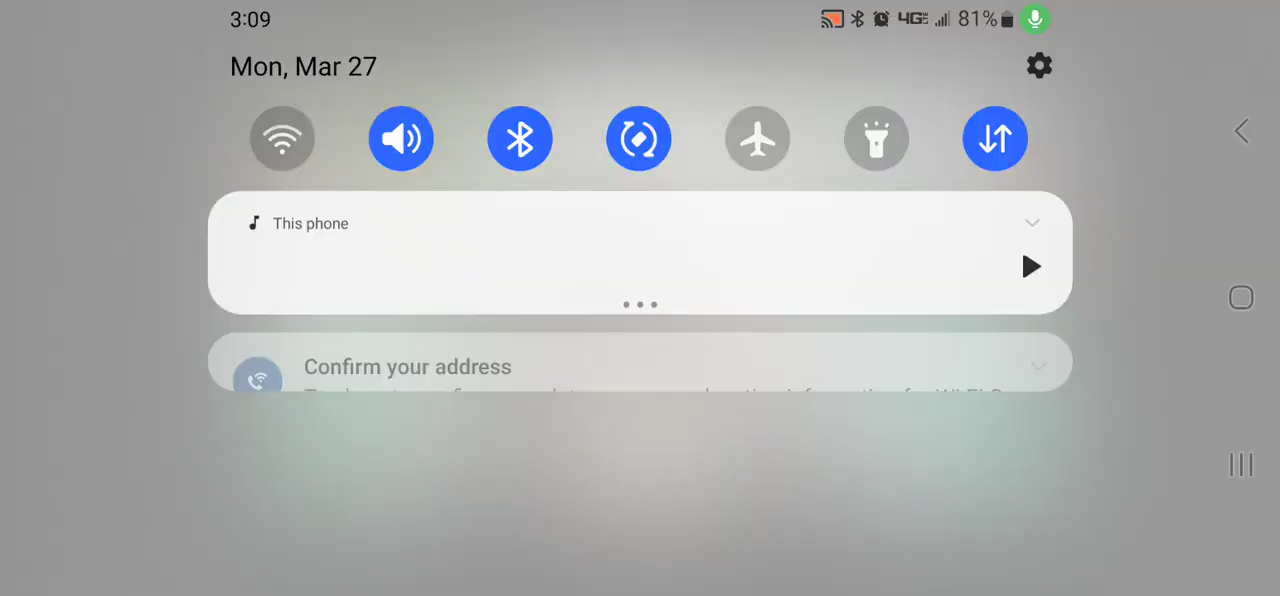 3:09
4G 81%
Mon, Mar 27
This phone
Confirm your address